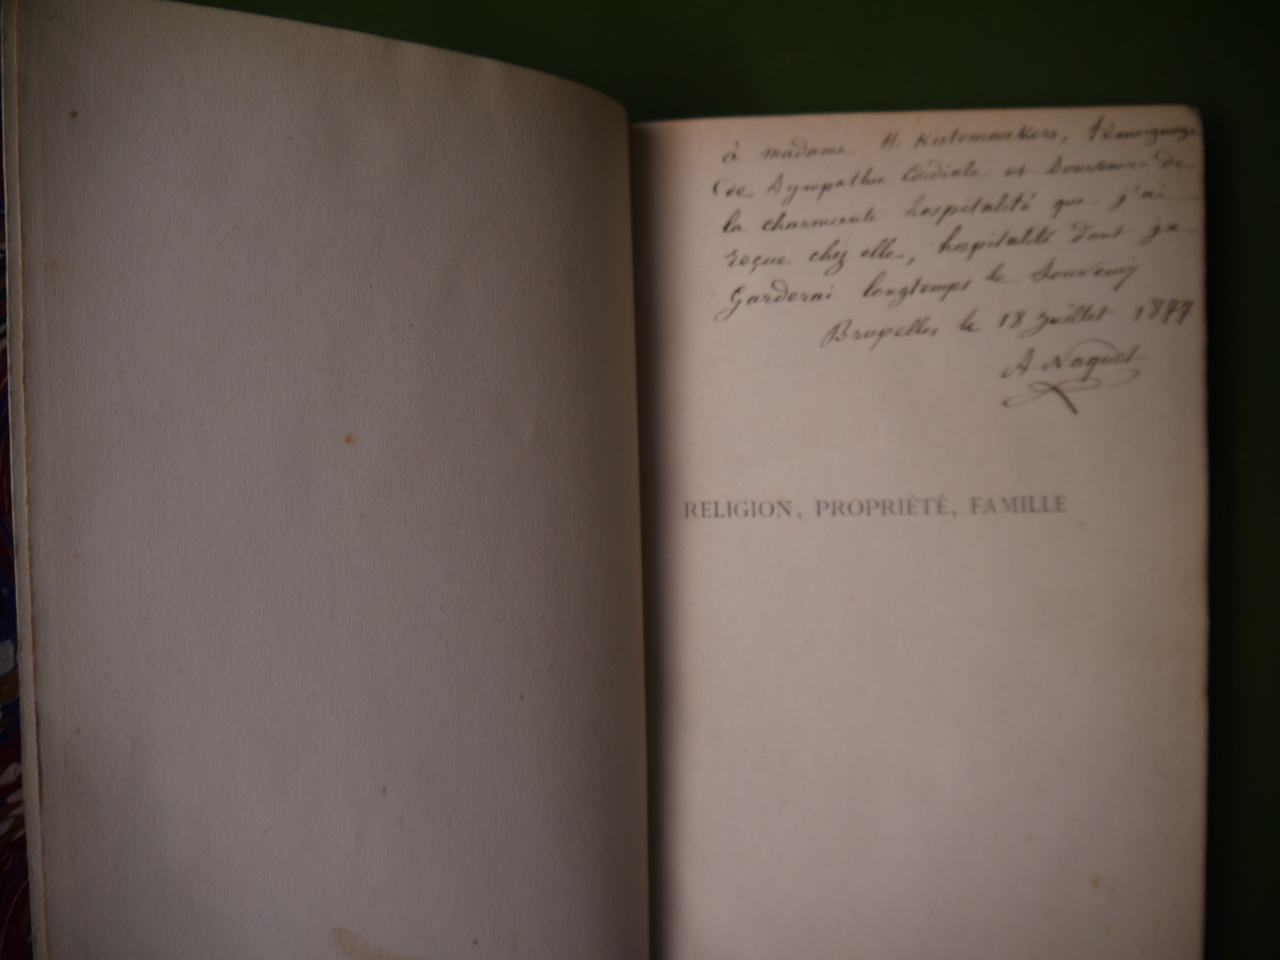 à madame H. Kistemaeckers, témoignage
de Sympathie Cordiale et Souvenir de
la charmante hospitalité que j'ai
reçue chez elle, hospitalité dont je
Garderai longtemps le Souvenir
Bruxelles le 18 Juillet 1877
A. Naquet
RELIGION, PROPRIÉTÉ, FAMILLE